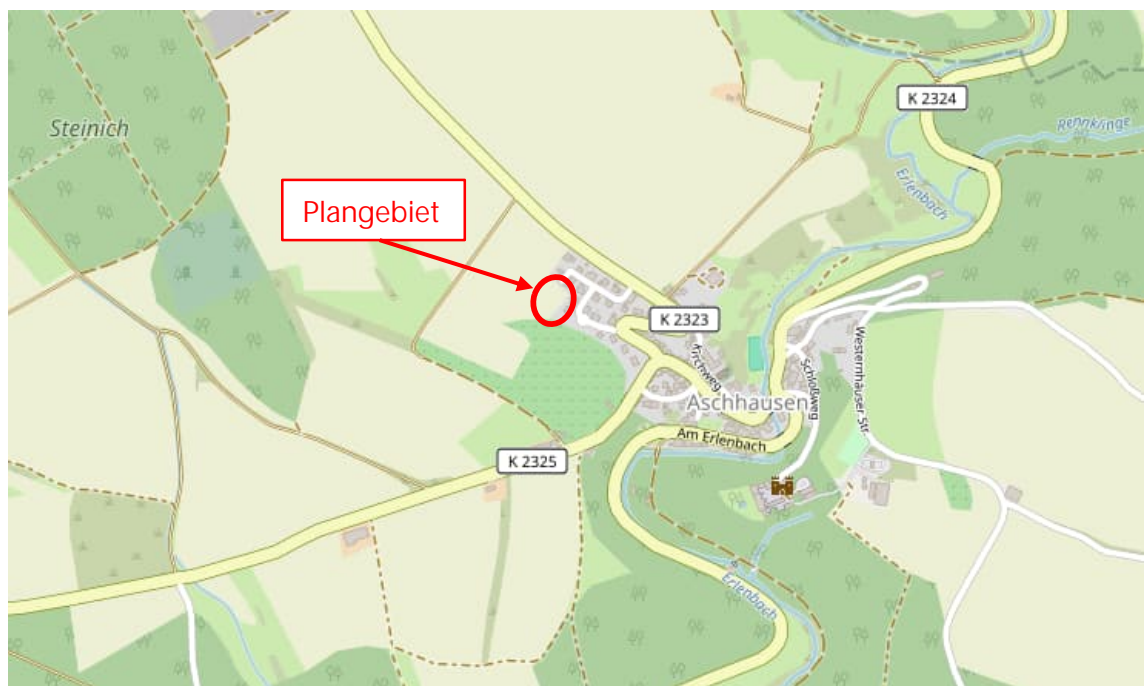 K 2324
Rennklinge
Steinich
Erlenbach
Plangebiet
K 2323
Kirchweg
Westernhäuser Str.
Schloßweg
Aschhausen
Am Erlenbach
K 2325
Erlenbach